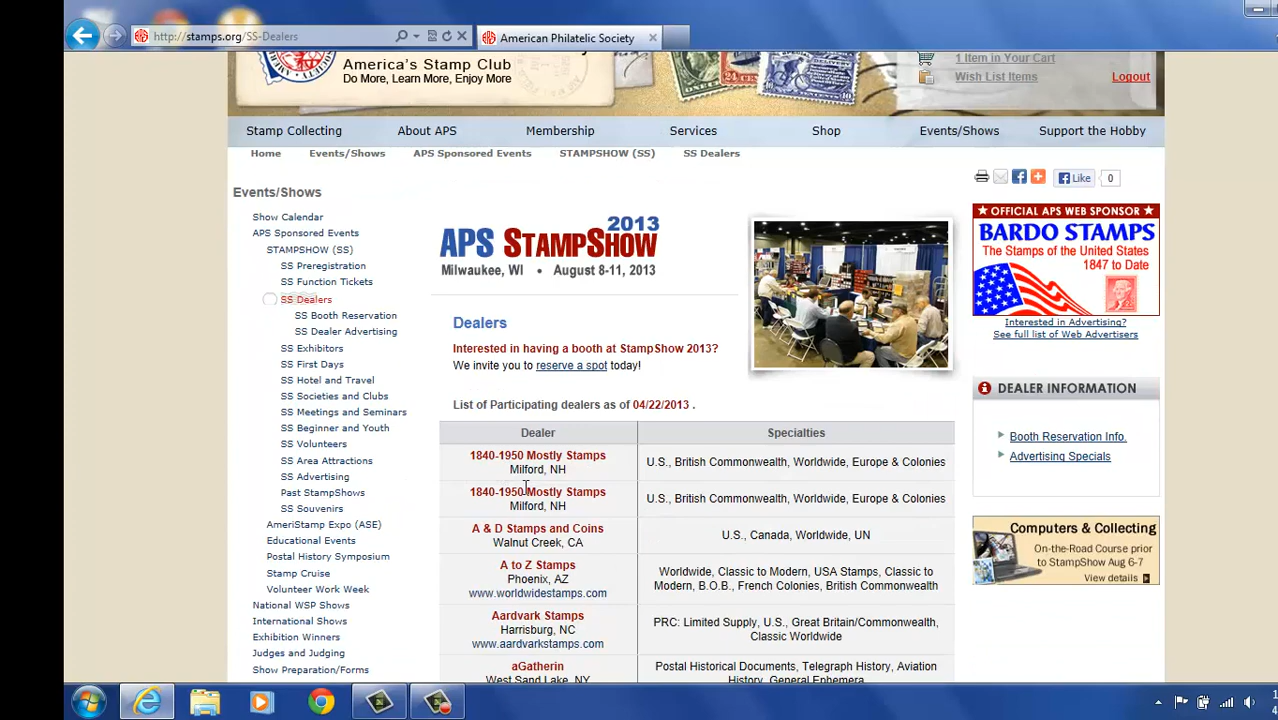 http://stamps.org/SS-Dealers
American Philatelic Society
America's Stamp Club
Do More, Learn More, Enjoy More
1 Item in Your Cart
Wish List Items
Logout
Stamp Collecting About APS Membership Services Shop Events/Shows Support the Hobby
Home Events/Shows APS Sponsored Events STAMPSHOW (SS) SS Dealers
Like 0
Events/Shows
Show Calendar
APS Sponsored Events
STAMPSHOW (SS)
SS Preregistration
SS Function Tickets
SS Dealers
SS Booth Reservation
SS Dealer Advertising
SS Exhibitors
SS First Days
SS Hotel and Travel
SS Societies and Clubs
SS Meetings and Seminars
SS Beginner and Youth
SS Volunteers
SS Area Attractions
SS Advertising
Past StampShows
SS Souvenirs
AmeriStamp Expo (ASE)
Educational Events
Postal History Symposium
Stamp Cruise
Volunteer Work Week
National WSP Shows
International Shows
Exhibition Winners
Judges and Judging
Show Preparation/Forms
2013
APS STAMPSHOW
Milwaukee, WI • August 8-11, 2013
Dealers
Interested in having a booth at StampShow 2013?
We invite you to reserve a spot today!
List of Participating dealers as of 04/22/2013 .
Dealer Specialties
1840-1950 Mostly Stamps
Milford, NH
U.S., British Commonwealth, Worldwide, Europe & Colonies
1840-1950 Mostly Stamps
Milford, NH
U.S., British Commonwealth, Worldwide, Europe & Colonies
A & D Stamps and Coins
Walnut Creek, CA
U.S., Canada, Worldwide, UN
A to Z Stamps
Phoenix, AZ
www.worldwidestamps.com
Worldwide, Classic to Modern, USA Stamps, Classic to
Modern, B.O.B., French Colonies, British Commonwealth
Aardvark Stamps
Harrisburg, NC
www.aardvarkstamps.com
PRC: Limited Supply, U.S., Great Britain/Commonwealth,
Classic Worldwide
aGatherin
West Sand Lake, NY
Postal Historical Documents, Telegraph History, Aviation
History, General Ephemera
★ OFFICIAL APS WEB SPONSOR ★
BARDO STAMPS
The Stamps of the United States
1847 to Date
Interested in Advertising?
See full list of Web Advertisers
DEALER INFORMATION
Booth Reservation Info.
Advertising Specials
Computers & Collecting
On-the-Road Course prior
to StampShow Aug 6-7
View details